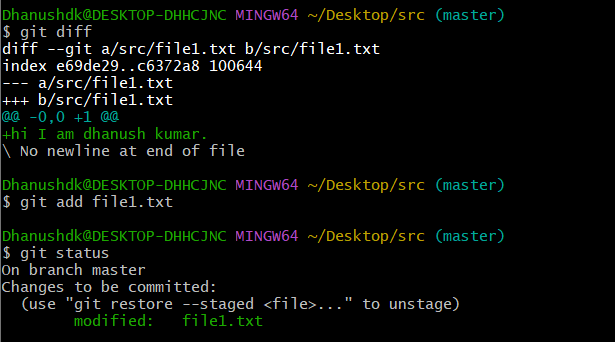 Dhanushdk@DESKTOP-DHHCJNC MINGW64 ~/Desktop/src (master)
$ git diff
diff --git a/src/file1.txt b/src/file1.txt
index e69de29..c6372a8 100644
--- a/src/file1.txt
+++ b/src/file1.txt
@@ -0,0 +1 @@
+hi I am dhanush kumar.
\ No newline at end of file

Dhanushdk@DESKTOP-DHHCJNC MINGW64 ~/Desktop/src (master)
$ git add file1.txt

Dhanushdk@DESKTOP-DHHCJNC MINGW64 ~/Desktop/src (master)
$ git status
On branch master
Changes to be committed:
  (use "git restore --staged <file>..." to unstage)
        modified:   file1.txt